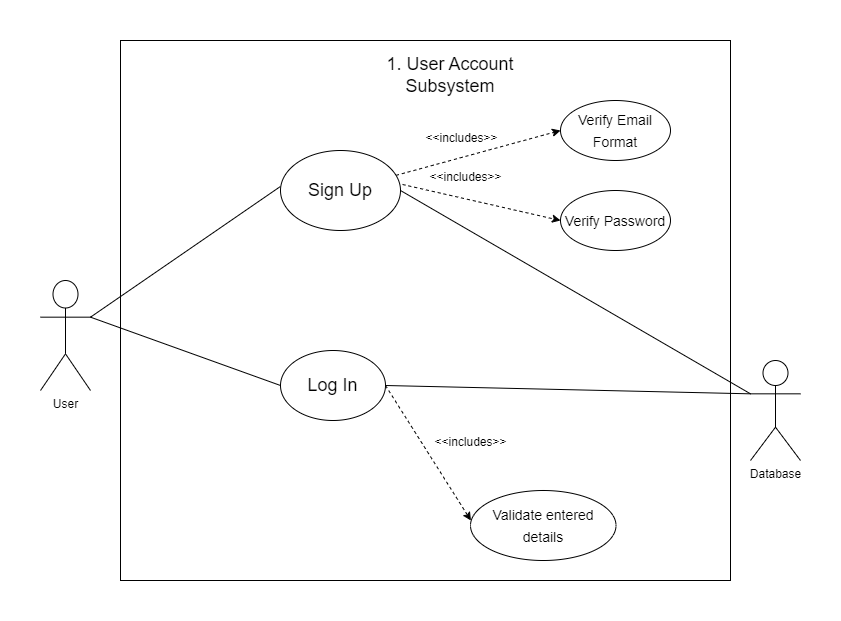 1. User Account
Subsystem
Verify Email
Format
<<includes>>
<<includes>>
Sign Up
Verify Password
Log In
User
<<includes>>
Database
Validate entered
details